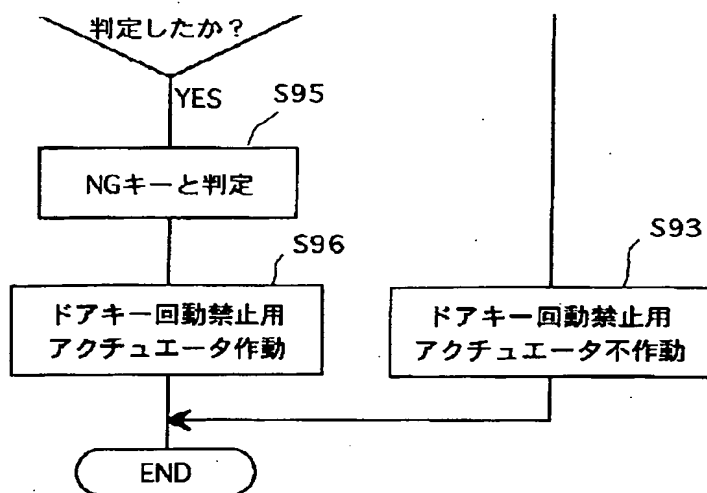 判定したか?
YES
S95
NGキーと判定
S96
ドアキー回動禁止用
アクチュエータ作動
S93
ドアキー回動禁止用
アクチュエータ不作動
END